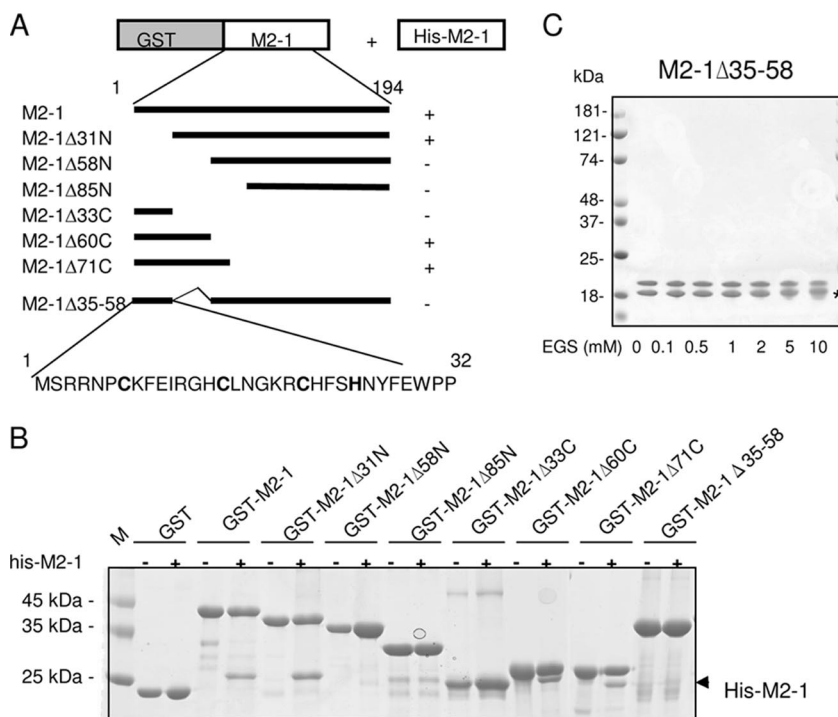 A
GST M2-1 + His-M2-1
1 194
M2-1 +
M2-1Δ31N +
M2-1Δ58N -
M2-1Δ85N -
M2-1Δ33C -
M2-1Δ60C +
M2-1Δ71C +
M2-1Δ35-58 -
1 32
MSRRNPCKFEIRGHCLNGKRCHFSHNYFEWPP
C
kDa M2-1Δ35-58
181-
121-
74-
48-
37-
25-
18- *
EGS (mM) 0 0.1 0.5 1 2 5 10
B
M GST GST-M2-1 GST-M2-1Δ31N GST-M2-1Δ58N GST-M2-1Δ85N GST-M2-1Δ33C GST-M2-1Δ60C GST-M2-1Δ71C GST-M2-1 Δ 35-58
his-M2-1 - + - + - + - + - + - + - + - + - +
45 kDa -
35 kDa -
25 kDa -
His-M2-1